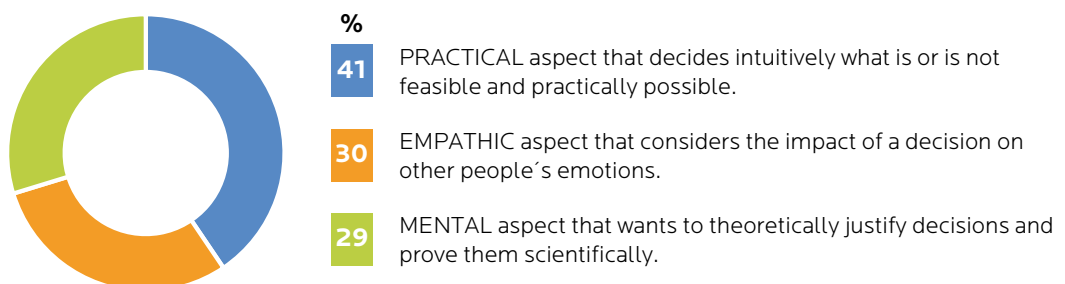 %
41
PRACTICAL aspect that decides intuitively what is or is not
feasible and practically possible.
30
EMPATHIC aspect that considers the impact of a decision on
other people´s emotions.
29
MENTAL aspect that wants to theoretically justify decisions and
prove them scientifically.